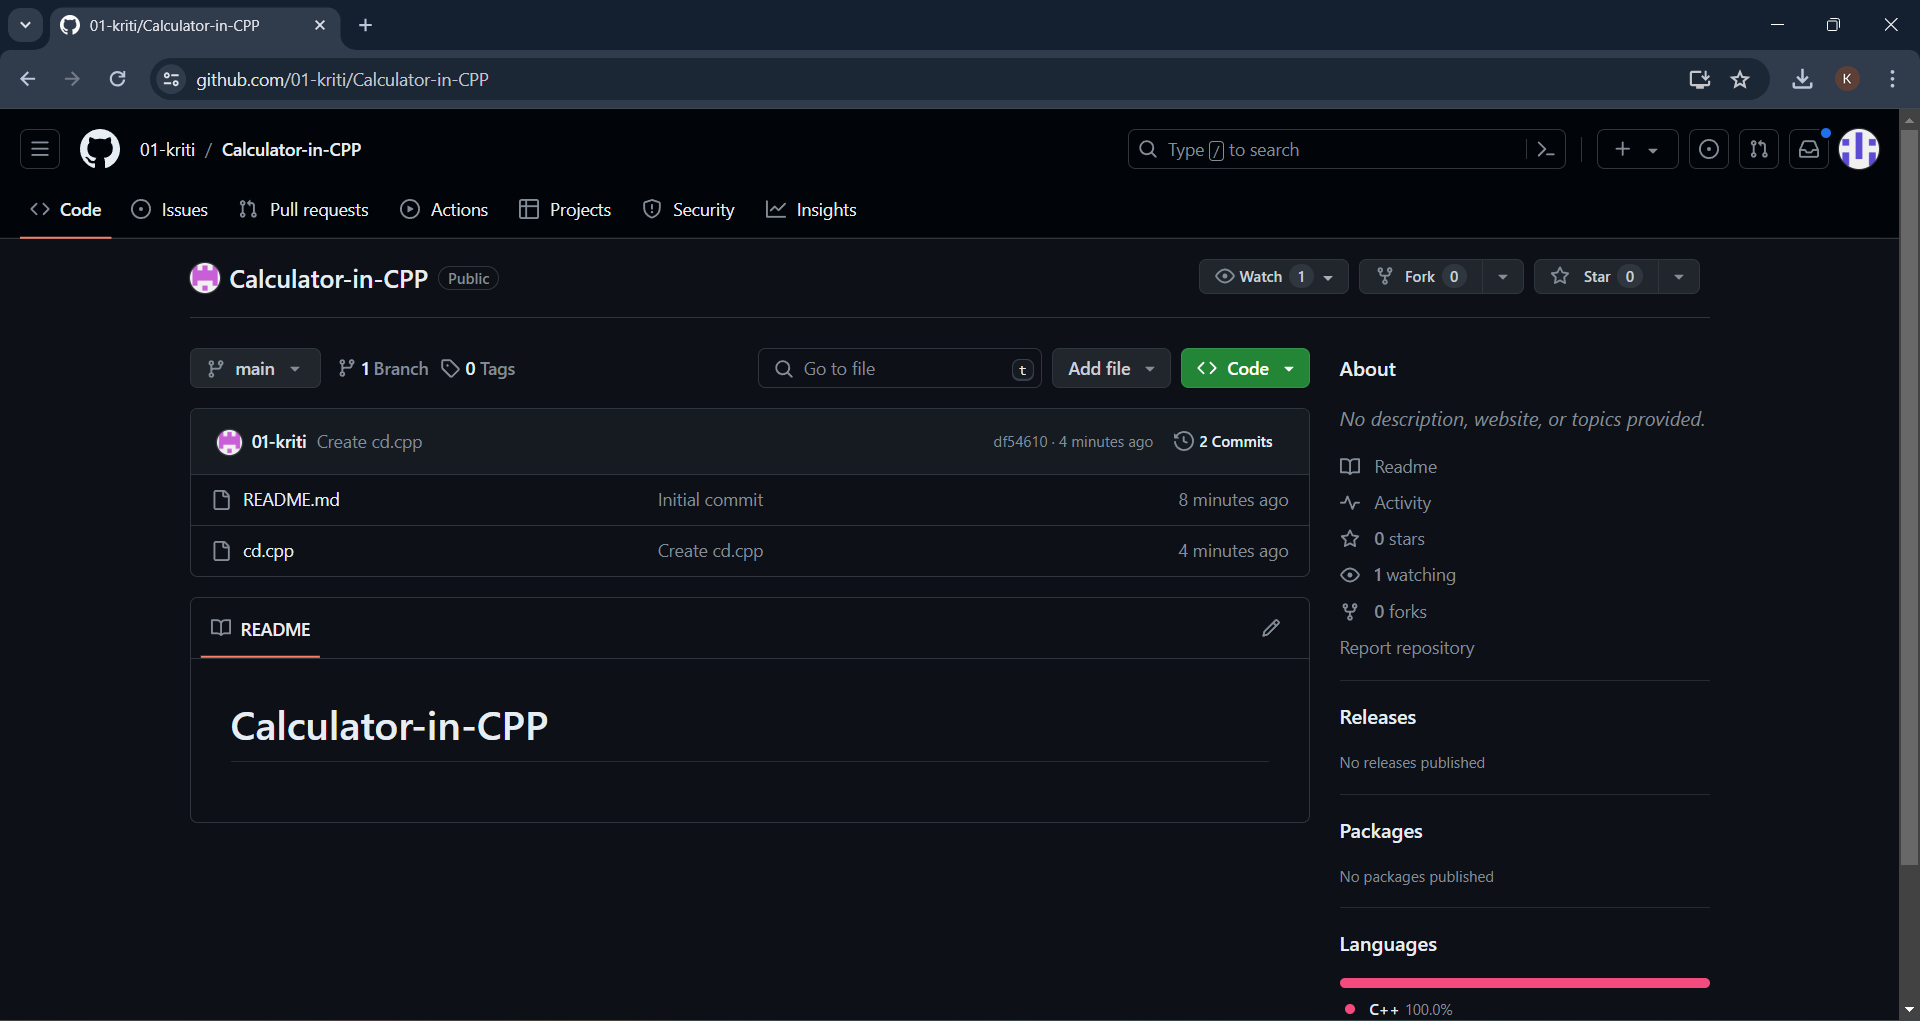 01-kriti/Calculator-in-CPP
github.com/01-kriti/Calculator-in-CPP
K
01-kriti / Calculator-in-CPP
Type / to search
Code Issues Pull requests Actions Projects Security Insights
Calculator-in-CPP Public
Watch 1 Fork 0 Star 0
main 1 Branch 0 Tags Go to file t Add file Code
01-kriti Create cd.cpp df54610 · 4 minutes ago 2 Commits
README.md Initial commit 8 minutes ago
cd.cpp Create cd.cpp 4 minutes ago
README
Calculator-in-CPP
About
No description, website, or topics provided.
Readme
Activity
0 stars
1 watching
0 forks
Report repository
Releases
No releases published
Packages
No packages published
Languages
C++ 100.0%